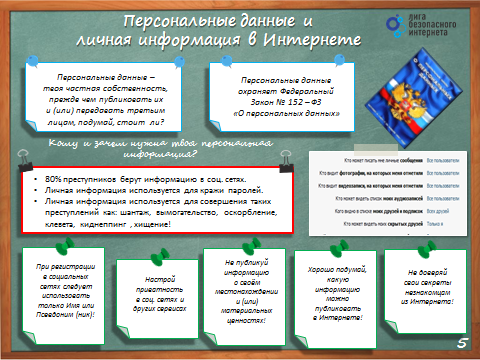 Персональные данные и
личная информация в Интернете
лига
безопасного
интернета
Персональные данные –
твоя частная собственность,
прежде чем публиковать их
и (или) передавать третьим
лицам, подумай, стоит ли?
Персональные данные
охраняет Федеральный
Закон № 152 – ФЗ
«О персональных данных»
О ПЕРСОНАЛЬНЫХ
ДАННЫХ
Кому и зачем нужна твоя персональная
информация?
• 80% преступников берут информацию в соц. сетях.
• Личная информация используется для кражи паролей.
• Личная информация используется для совершения таких
преступлений как: шантаж, вымогательство, оскорбление,
клевета, киднеппинг , хищение!
Кто может писать мне личные сообщения Все пользователи
Кто видит фотографии, на которых меня отметили Все пользователи
Кто видит видеозаписи, на которых меня отметили Все пользователи
Кто может видеть список моих аудиозаписей Все пользователи
Кого видно в списке моих друзей и подписок Всех друзей
Кто может видеть моих скрытых друзей Только я
При регистрации
в социальных
сетях следует
использовать
только Имя или
Псевдоним (ник)!
Настрой
приватность
в соц. сетях и
других сервисах
Не публикуй
информацию
о своём
местонахождении
и (или)
материальных
ценностях!
Хорошо подумай,
какую
информацию
можно
публиковать
в Интернете!
Не доверяй
свои секреты
незнакомцам
из Интернета!
5